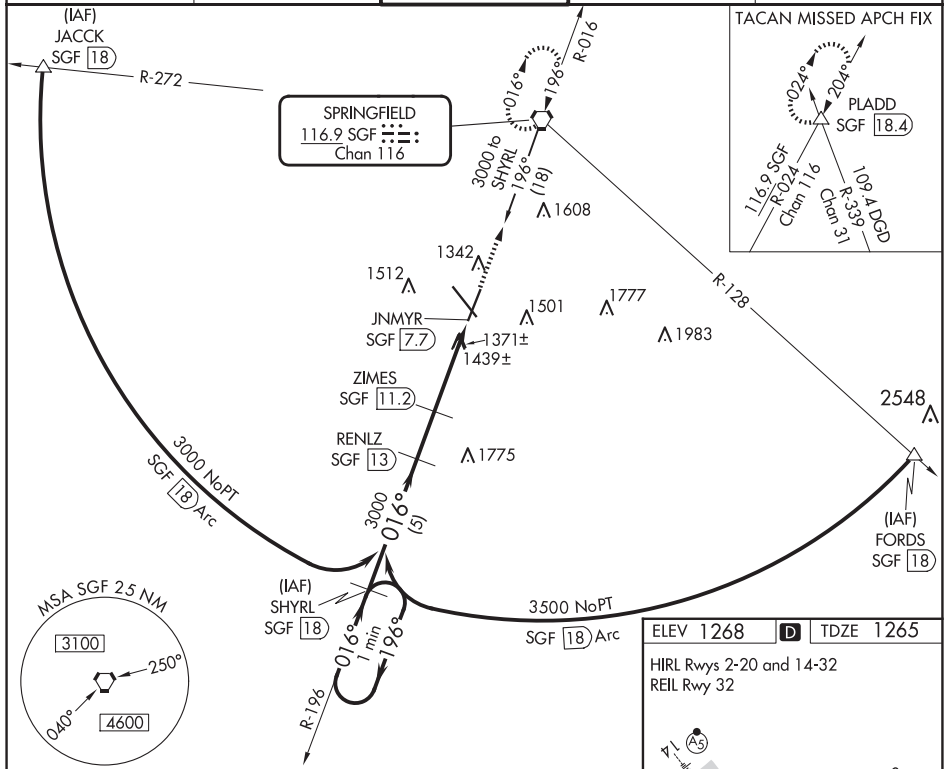 (IAF)
JACCK
SGF 18
R-272
R-016
016°
196°
SPRINGFIELD
116.9 SGF
Chan 116
3000 to
SHYRL
196°
(18)
TACAN MISSED APCH FIX
024°
204°
PLADD
SGF 18.4
116.9 SGF
R-024
Chan 116
109.4 DGD
R-339
Chan 31
1608
1342
1512
JNMYR
SGF 7.7
1501
1777
1983
1371±
1439±
R-128
ZIMES
SGF 11.2
2548
RENLZ
SGF 13
1775
3000 NoPT
SGF 18 Arc
3000
016°
(5)
(IAF)
FORDS
SGF 18
(IAF)
SHYRL
SGF 18
3500 NoPT
SGF 18 Arc
016°
1 min
196°
R-196
MSA SGF 25 NM
3100
250°
040°
4600
ELEV 1268 D TDZE 1265
HIRL Rwys 2-20 and 14-32
REIL Rwy 32
14
A5